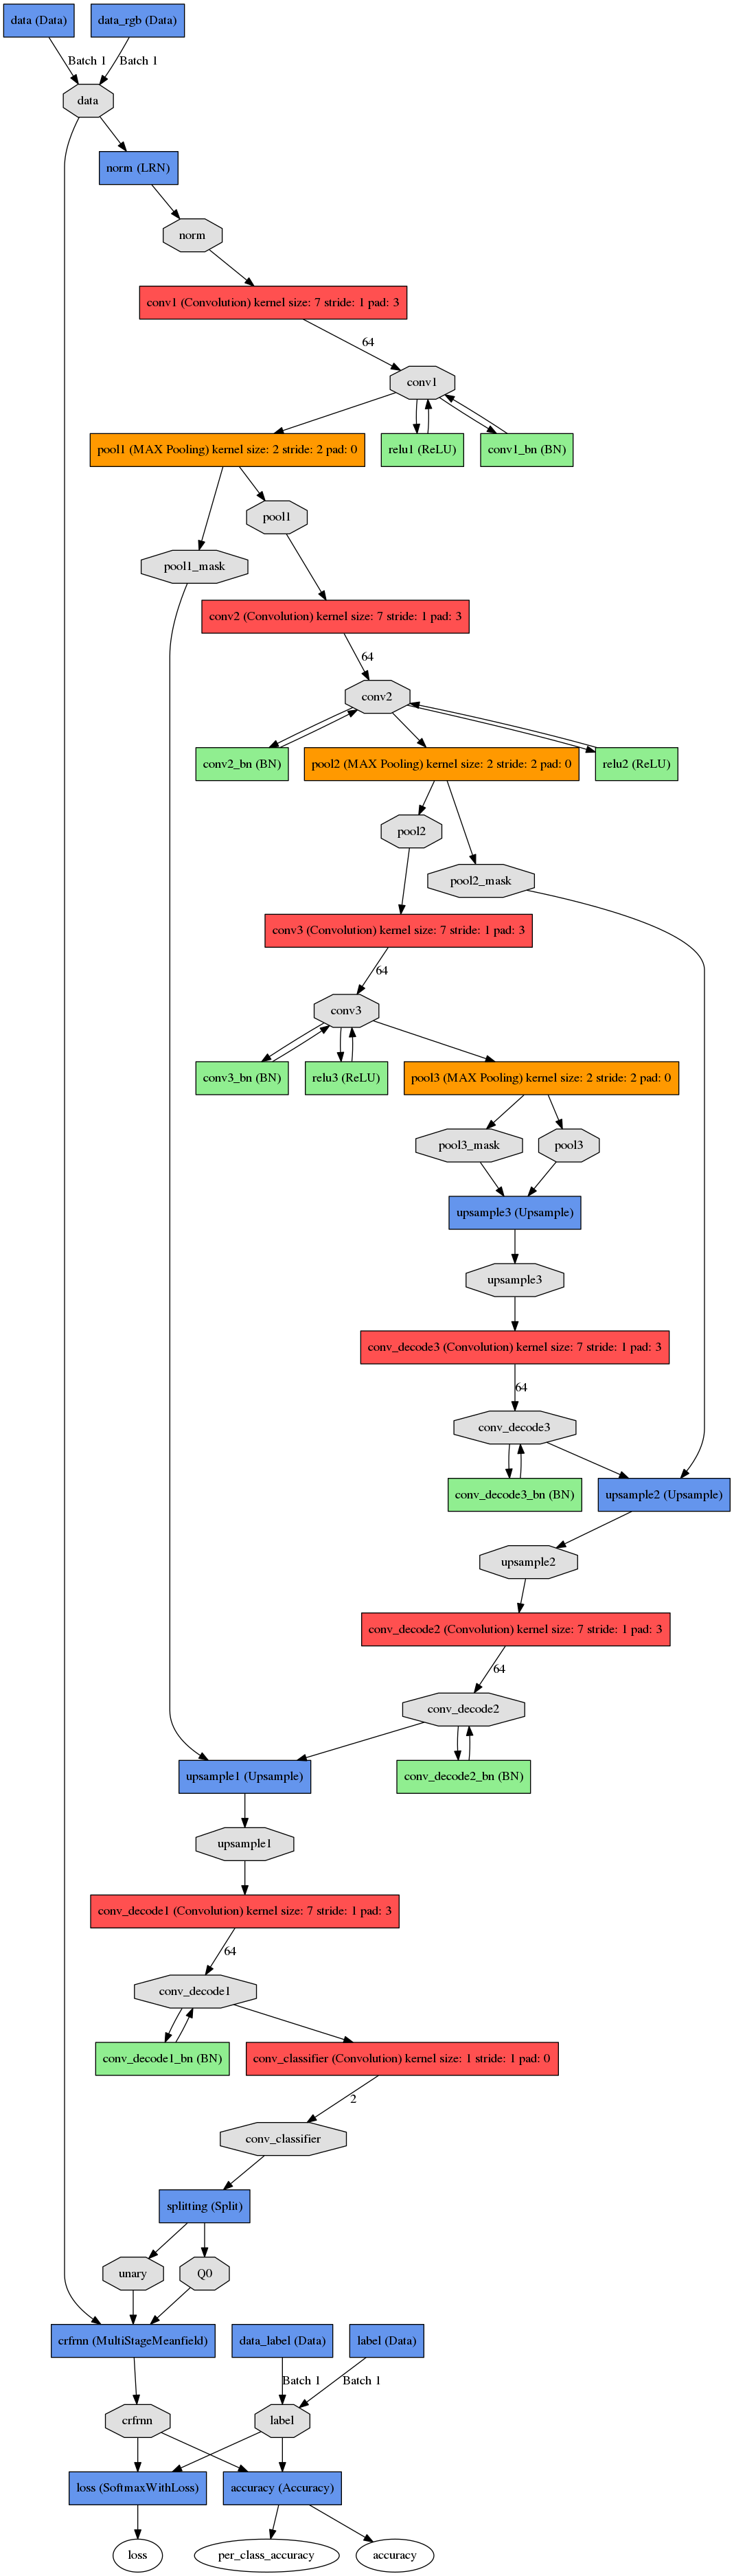 data (Data)
data_rgb (Data)
Batch 1
Batch 1
data
norm (LRN)
norm
conv1 (Convolution) kernel size: 7 stride: 1 pad: 3
64
conv1
pool1 (MAX Pooling) kernel size: 2 stride: 2 pad: 0
relu1 (ReLU)
conv1_bn (BN)
pool1
pool1_mask
conv2 (Convolution) kernel size: 7 stride: 1 pad: 3
64
conv2
conv2_bn (BN)
pool2 (MAX Pooling) kernel size: 2 stride: 2 pad: 0
relu2 (ReLU)
pool2
pool2_mask
conv3 (Convolution) kernel size: 7 stride: 1 pad: 3
64
conv3
conv3_bn (BN)
relu3 (ReLU)
pool3 (MAX Pooling) kernel size: 2 stride: 2 pad: 0
pool3_mask
pool3
upsample3 (Upsample)
upsample3
conv_decode3 (Convolution) kernel size: 7 stride: 1 pad: 3
64
conv_decode3
conv_decode3_bn (BN)
upsample2 (Upsample)
upsample2
conv_decode2 (Convolution) kernel size: 7 stride: 1 pad: 3
64
conv_decode2
upsample1 (Upsample)
conv_decode2_bn (BN)
upsample1
conv_decode1 (Convolution) kernel size: 7 stride: 1 pad: 3
64
conv_decode1
conv_decode1_bn (BN)
conv_classifier (Convolution) kernel size: 1 stride: 1 pad: 0
2
conv_classifier
splitting (Split)
unary
Q0
crfrnn (MultiStageMeanfield)
data_label (Data)
label (Data)
Batch 1
Batch 1
crfrnn
label
loss (SoftmaxWithLoss)
accuracy (Accuracy)
loss
per_class_accuracy
accuracy